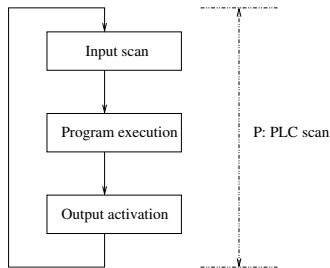 Input scan
Program execution
P: PLC scan
Output activation